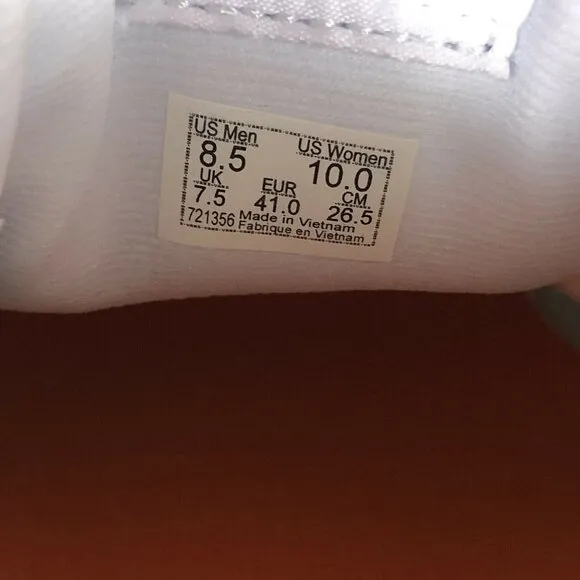 US Men US Women
8.5 10.0
UK EUR CM
7.5 41.0 26.5
721356 Made in Vietnam
Fabrique en Vietnam